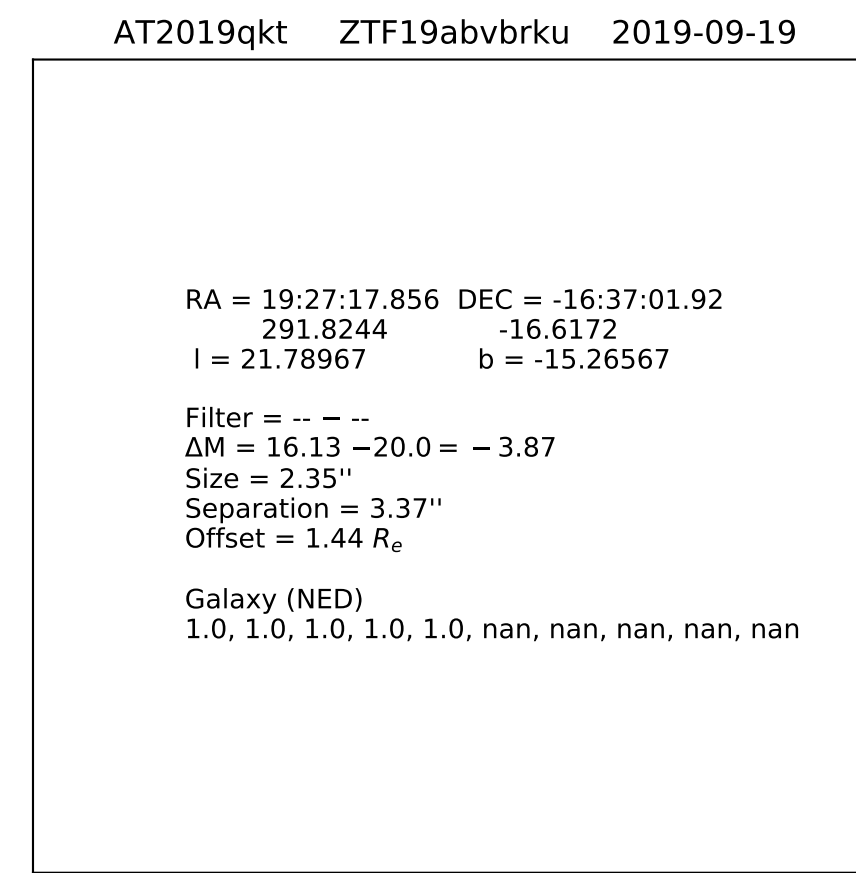 AT2019qkt ZTF19abvbrku 2019-09-19
RA = 19:27:17.856 DEC = -16:37:01.92
291.8244 -16.6172
l = 21.78967 b = -15.26567
Filter = -- − --
ΔM = 16.13 −20.0 = −3.87
Size = 2.35''
Separation = 3.37''
Offset = 1.44 Rₑ
Galaxy (NED)
1.0, 1.0, 1.0, 1.0, 1.0, nan, nan, nan, nan, nan